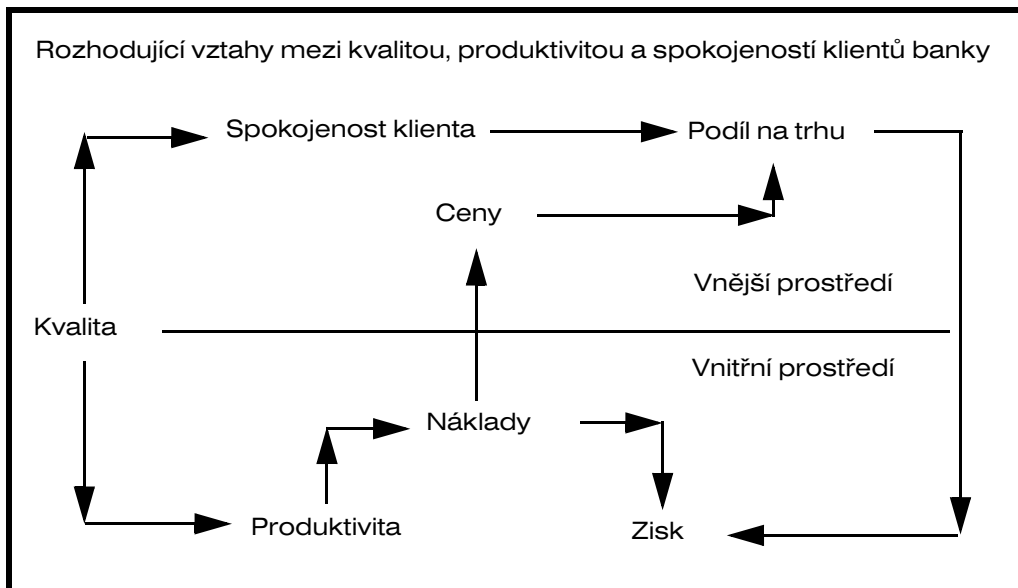 Rozhodující vztahy mezi kvalitou, produktivitou a spokojeností klientů banky
Spokojenost klienta
Podíl na trhu
Ceny
Vnější prostředí
Kvalita
Vnitřní prostředí
Náklady
Produktivita
Zisk